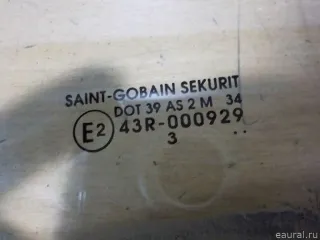 SAINT-GOBAIN SEKURIT
DOT 39 AS 2 M 34
E2 43R-000929
3
eaural.ru